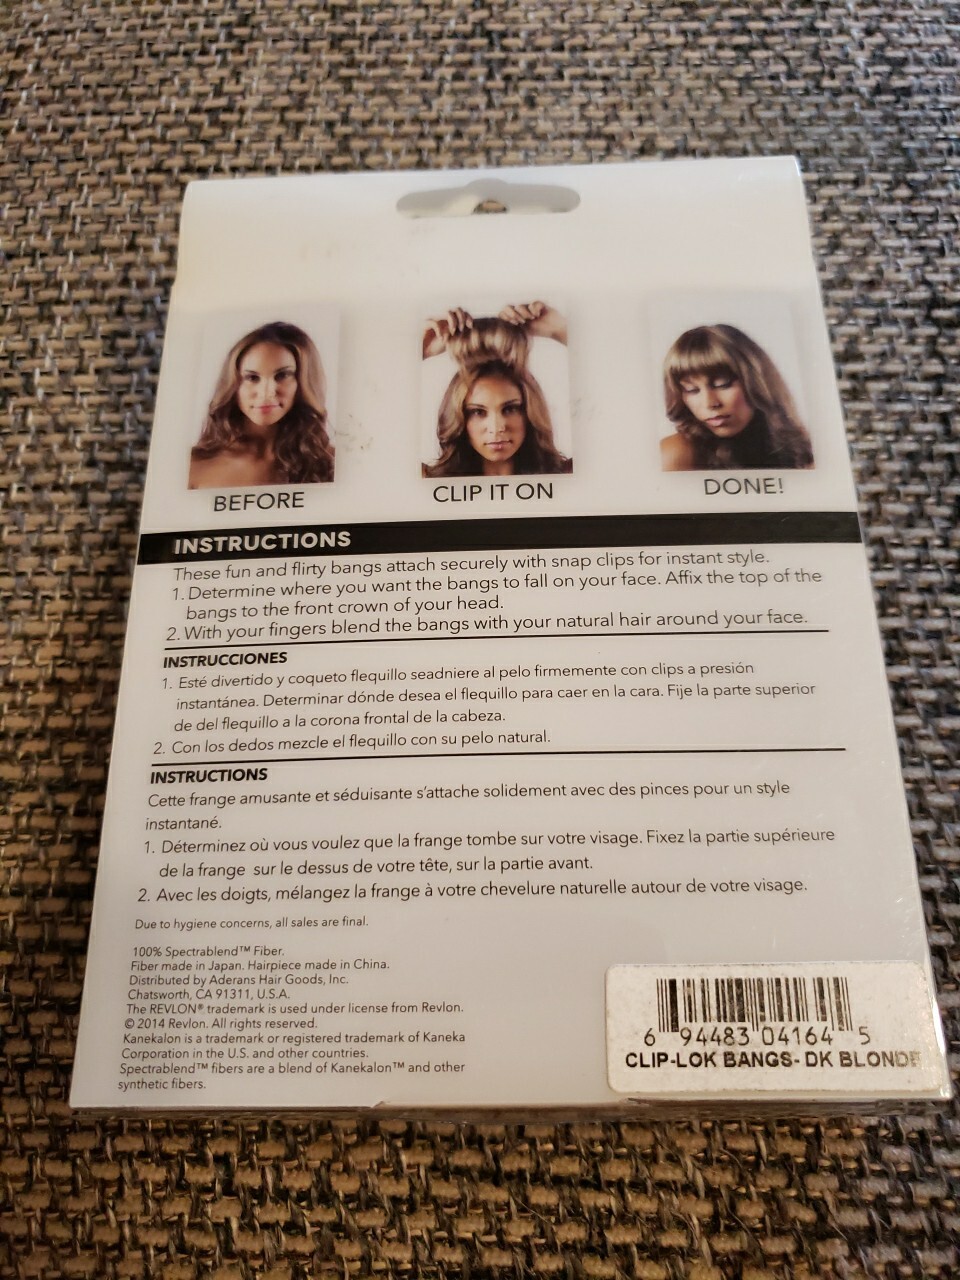 BEFORE
CLIP IT ON
DONE!
INSTRUCTIONS
These fun and flirty bangs attach securely with snap clips for instant style.
1. Determine where you want the bangs to fall on your face. Affix the top of the
bangs to the front crown of your head.
2. With your fingers blend the bangs with your natural hair around your face.
INSTRUCCIONES
1. Esté divertido y coqueto flequillo seadniere al pelo firmemente con clips a presión
instantánea. Determinar dónde desea el flequillo para caer en la cara. Fije la parte superior
de del flequillo a la corona frontal de la cabeza.
2. Con los dedos mezcle el flequillo con su pelo natural.
INSTRUCTIONS
Cette frange amusante et séduisante s'attache solidement avec des pinces pour un style
instantané.
1. Déterminez où vous voulez que la frange tombe sur votre visage. Fixez la partie supérieure
de la frange sur le dessus de votre tête, sur la partie avant.
2. Avec les doigts, mélangez la frange à votre chevelure naturelle autour de votre visage.
Due to hygiene concerns, all sales are final.
100% Spectrablend™ Fiber.
Fiber made in Japan. Hairpiece made in China.
Distributed by Aderans Hair Goods, Inc.
Chatsworth, CA 91311, U.S.A.
The REVLON® trademark is used under license from Revlon.
© 2014 Revlon. All rights reserved.
Kanekalon is a trademark or registered trademark of Kaneka
Corporation in the U.S. and other countries.
Spectrablend™ fibers are a blend of Kanekalon™ and other
synthetic fibers.
6 94483 04164 5
CLIP-LOK BANGS- DK BLONDE